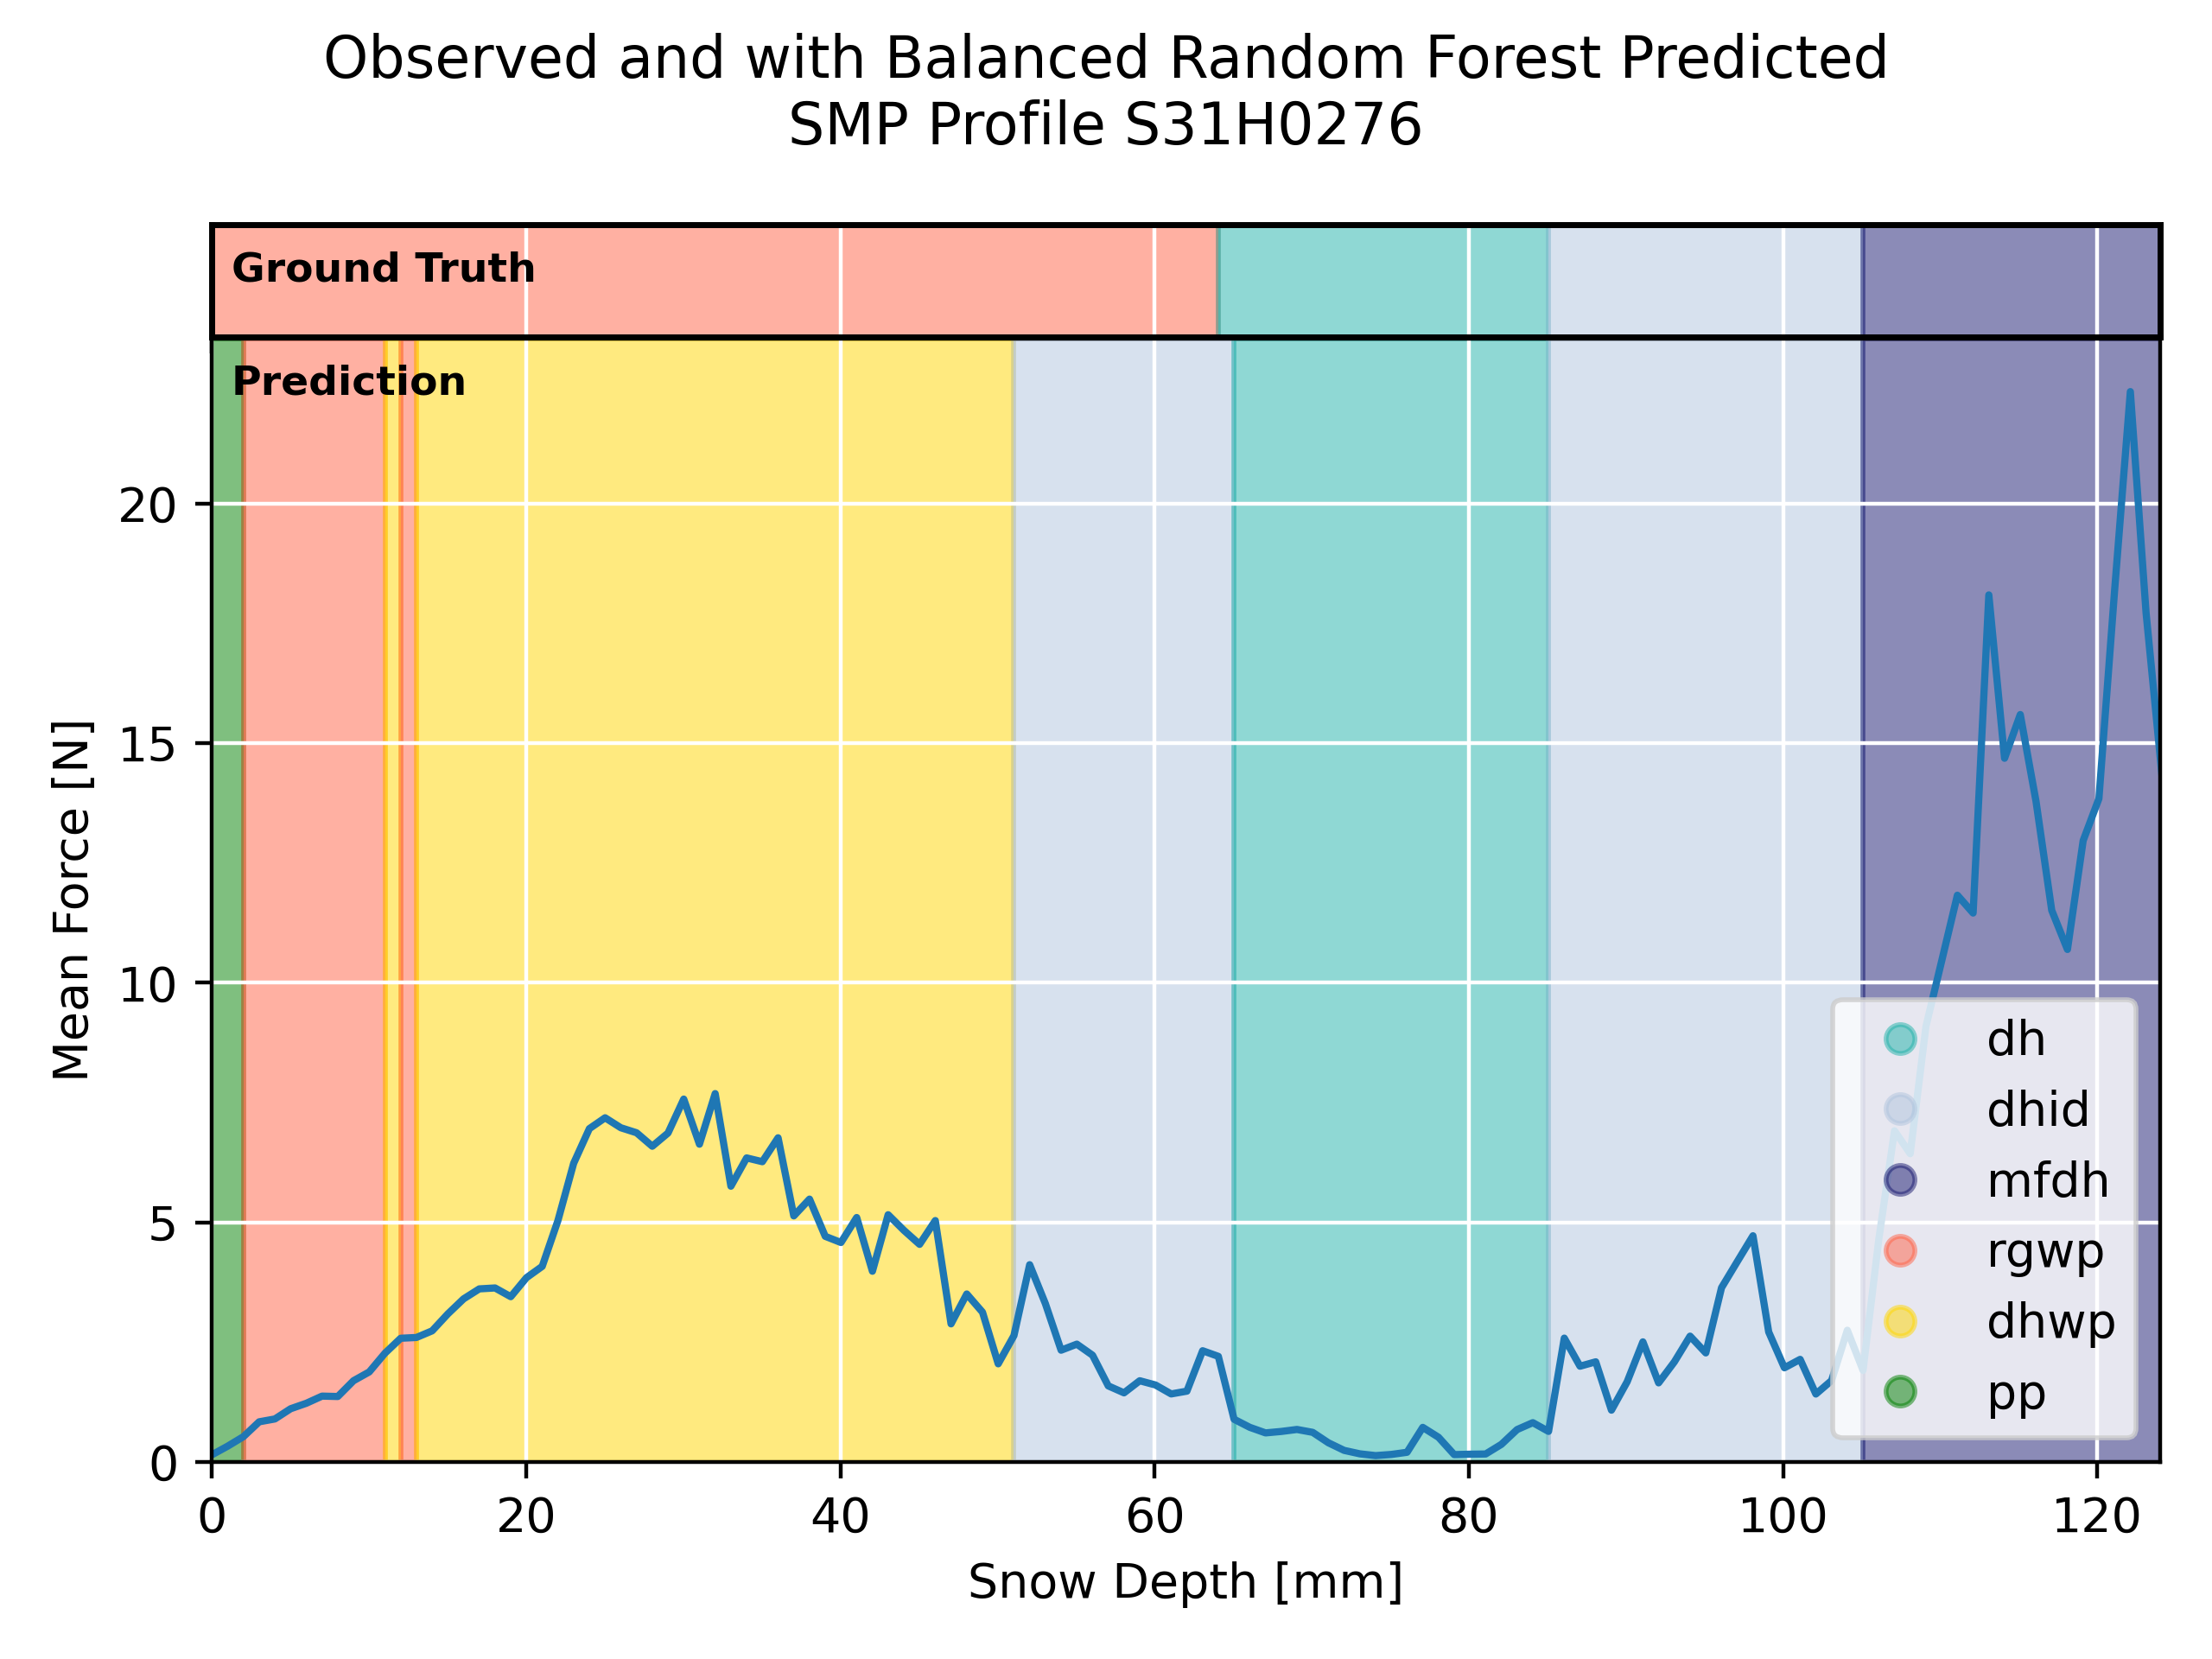 Observed and with Balanced Random Forest Predicted
SMP Profile S31H0276
Ground Truth
Prediction
20
15
10
5
0
Mean Force [N]
dh
dhid
mfdh
rgwp
dhwp
pp
0 20 40 60 80 100 120
Snow Depth [mm]